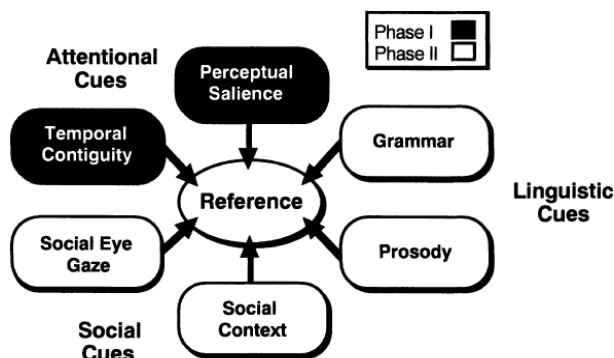 Phase I
Phase II
Attentional
Cues
Perceptual
Salience
Temporal
Contiguity
Grammar
Reference
Linguistic
Cues
Social Eye
Gaze
Prosody
Social
Context
Social
Cues